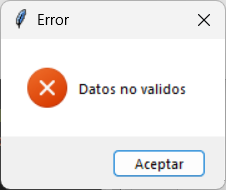 Error
Datos no validos
Aceptar